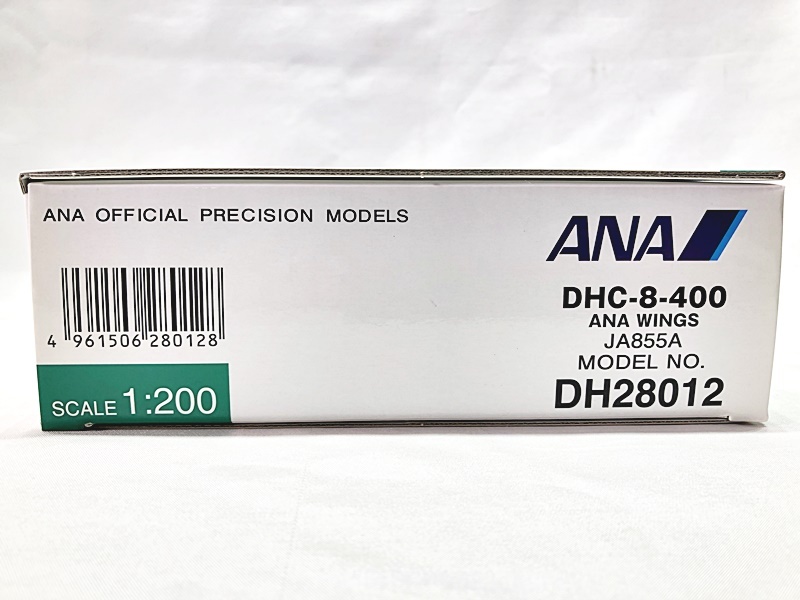 ANA OFFICIAL PRECISION MODELS
ANA
DHC-8-400
ANA WINGS
JA855A
MODEL NO.
DH28012
4 961506 280128
SCALE 1:200